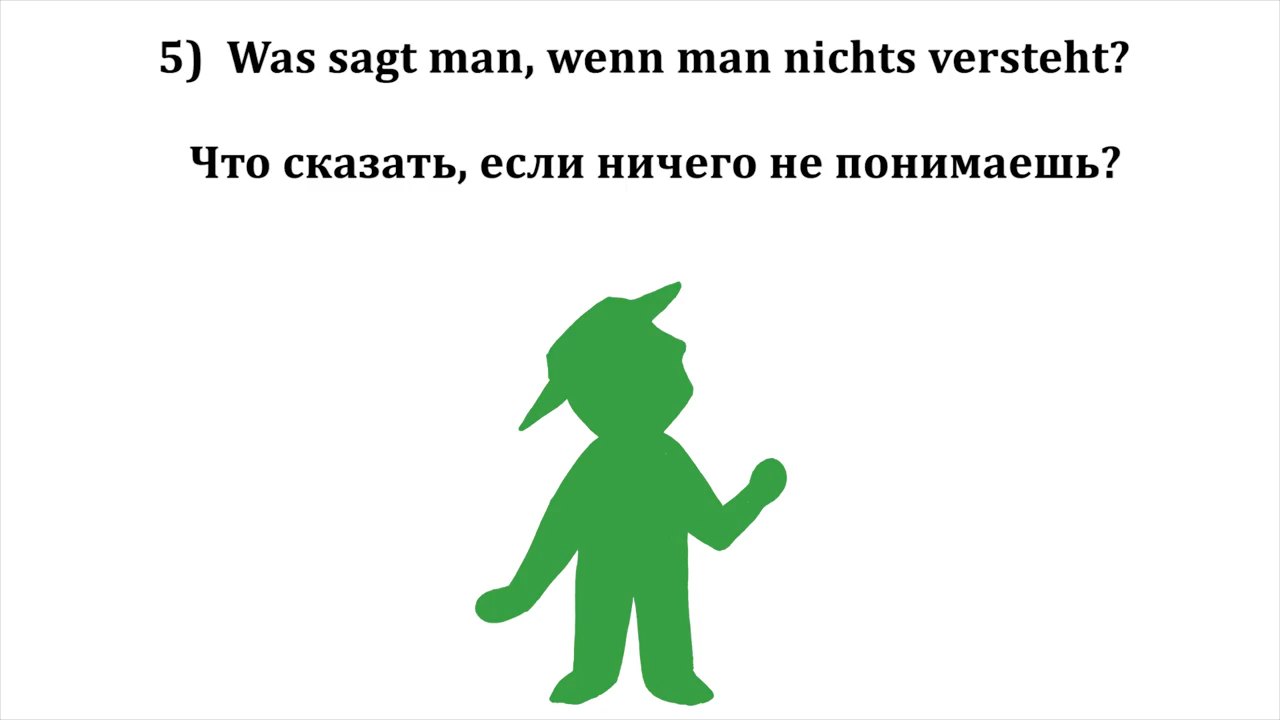 5) Was sagt man, wenn man nichts versteht?
Что сказать, если ничего не понимаешь?